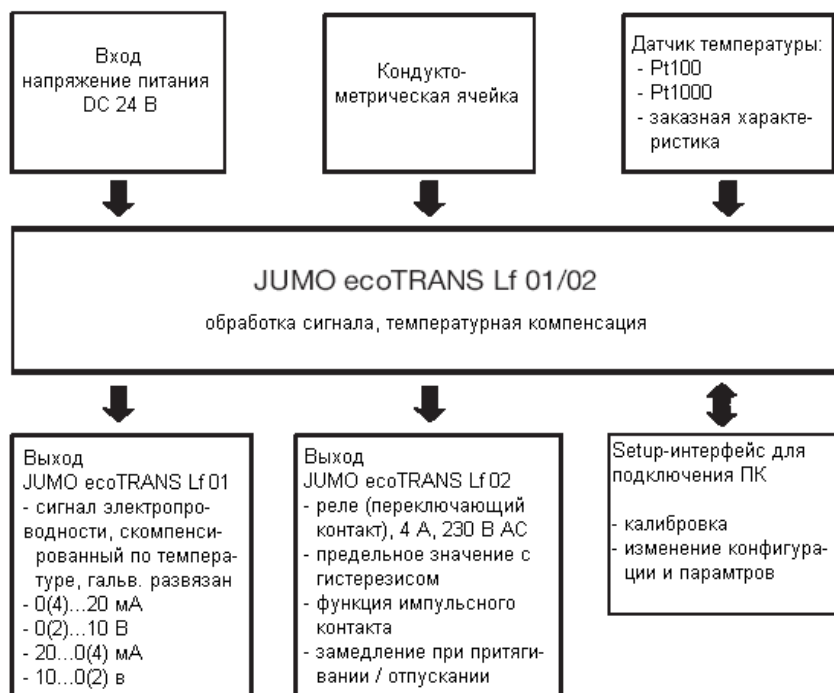 Вход
напряжение питания
DC 24 В
Кондукто-
метрическая ячейка
Датчик температуры:
- Pt100
- Pt1000
- заказная характе-
ристика
JUMO ecoTRANS Lf 01/02
обработка сигнала, температурная компенсация
Выход
JUMO ecoTRANS Lf 01
- сигнал электропро-
водности, скомпенси-
рованный по темпера-
туре, гальв. развязан
- 0(4)...20 мА
- 0(2)...10 В
- 20...0(4) мА
- 10...0(2) в
Выход
JUMO ecoTRANS Lf 02
- реле (переключающий
контакт), 4 А, 230 В АС
- предельное значение с
гистерезисом
- функция импульсного
контакта
- замедление при притяги-
вании / отпускании
Setup-интерфейс для
подключения ПК
- калибровка
- изменение конфигура-
ции и парамтров